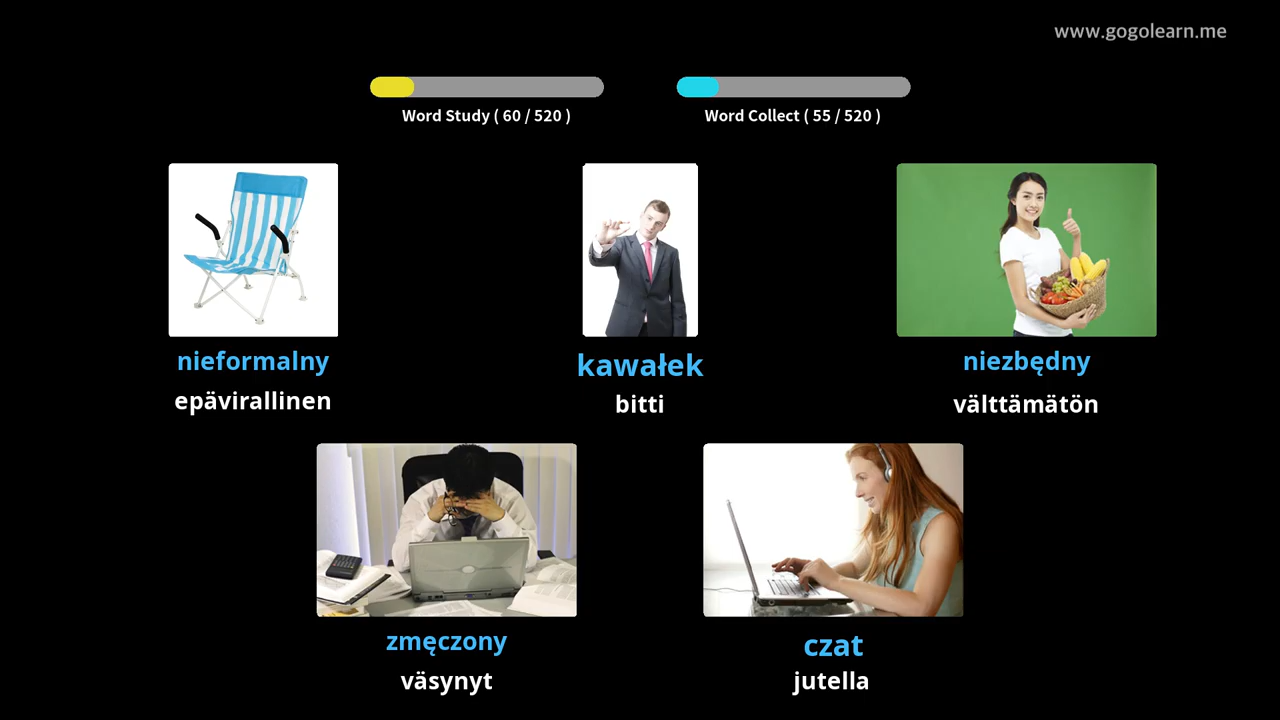 www.gogolearn.me
Word Study ( 60 / 520 )
Word Collect ( 55 / 520 )
nieformalny
epävirallinen
kawałek
bitti
niezbędny
välttämätön
zmęczony
väsynyt
czat
jutella